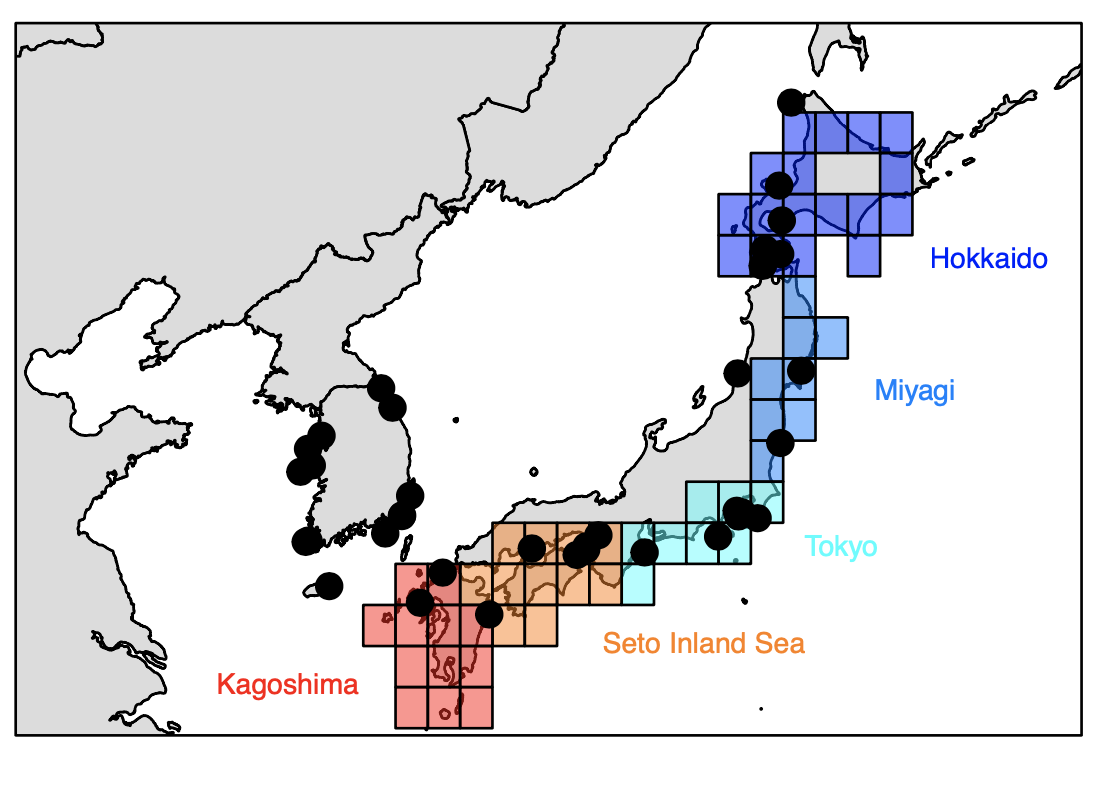 Hokkaido
Miyagi
Tokyo
Seto Inland Sea
Kagoshima